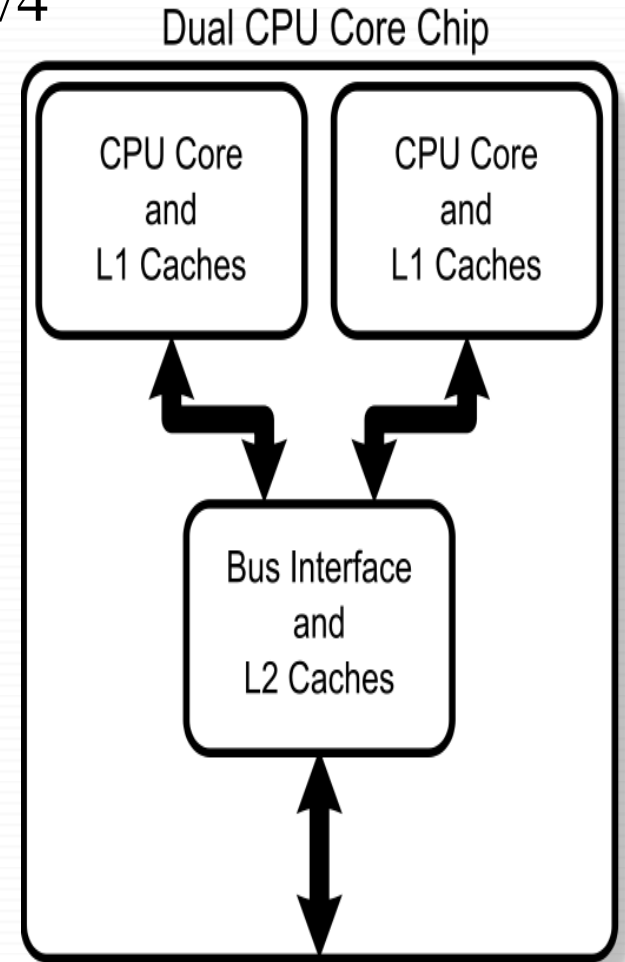 /4
Dual CPU Core Chip
CPU Core
and
L1 Caches
CPU Core
and
L1 Caches
Bus Interface
and
L2 Caches